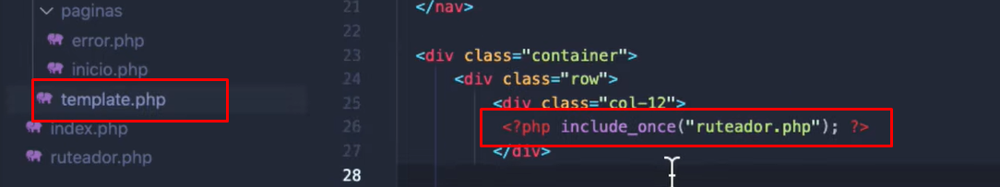 paginas
error.php
inicio.php
template.php
index.php
ruteador.php
21 </nav>
22
23 <div class="container">
24 <div class="row">
25 <div class="col-12">
26 <?php include_once("ruteador.php"); ?>
27 </div>
28